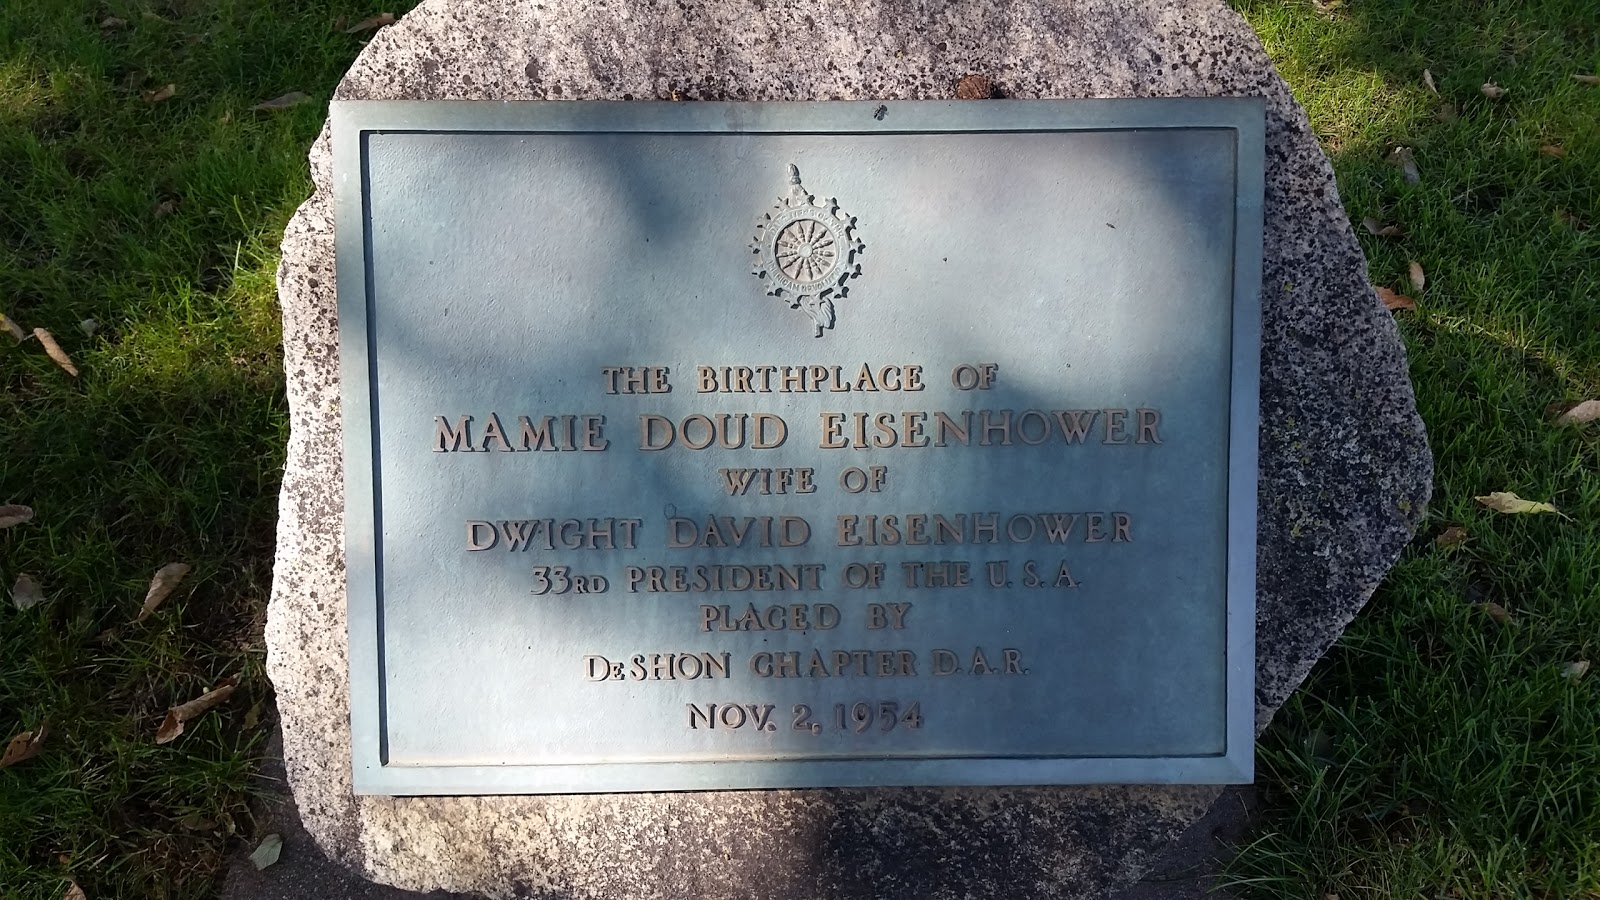 THE BIRTHPLACE OF
MAMIE DOUD EISENHOWER
WIFE OF
DWIGHT DAVID EISENHOWER
33RD PRESIDENT OF THE U.S.A.
PLACED BY
DeSHON CHAPTER D.A.R.
NOV. 2, 1954